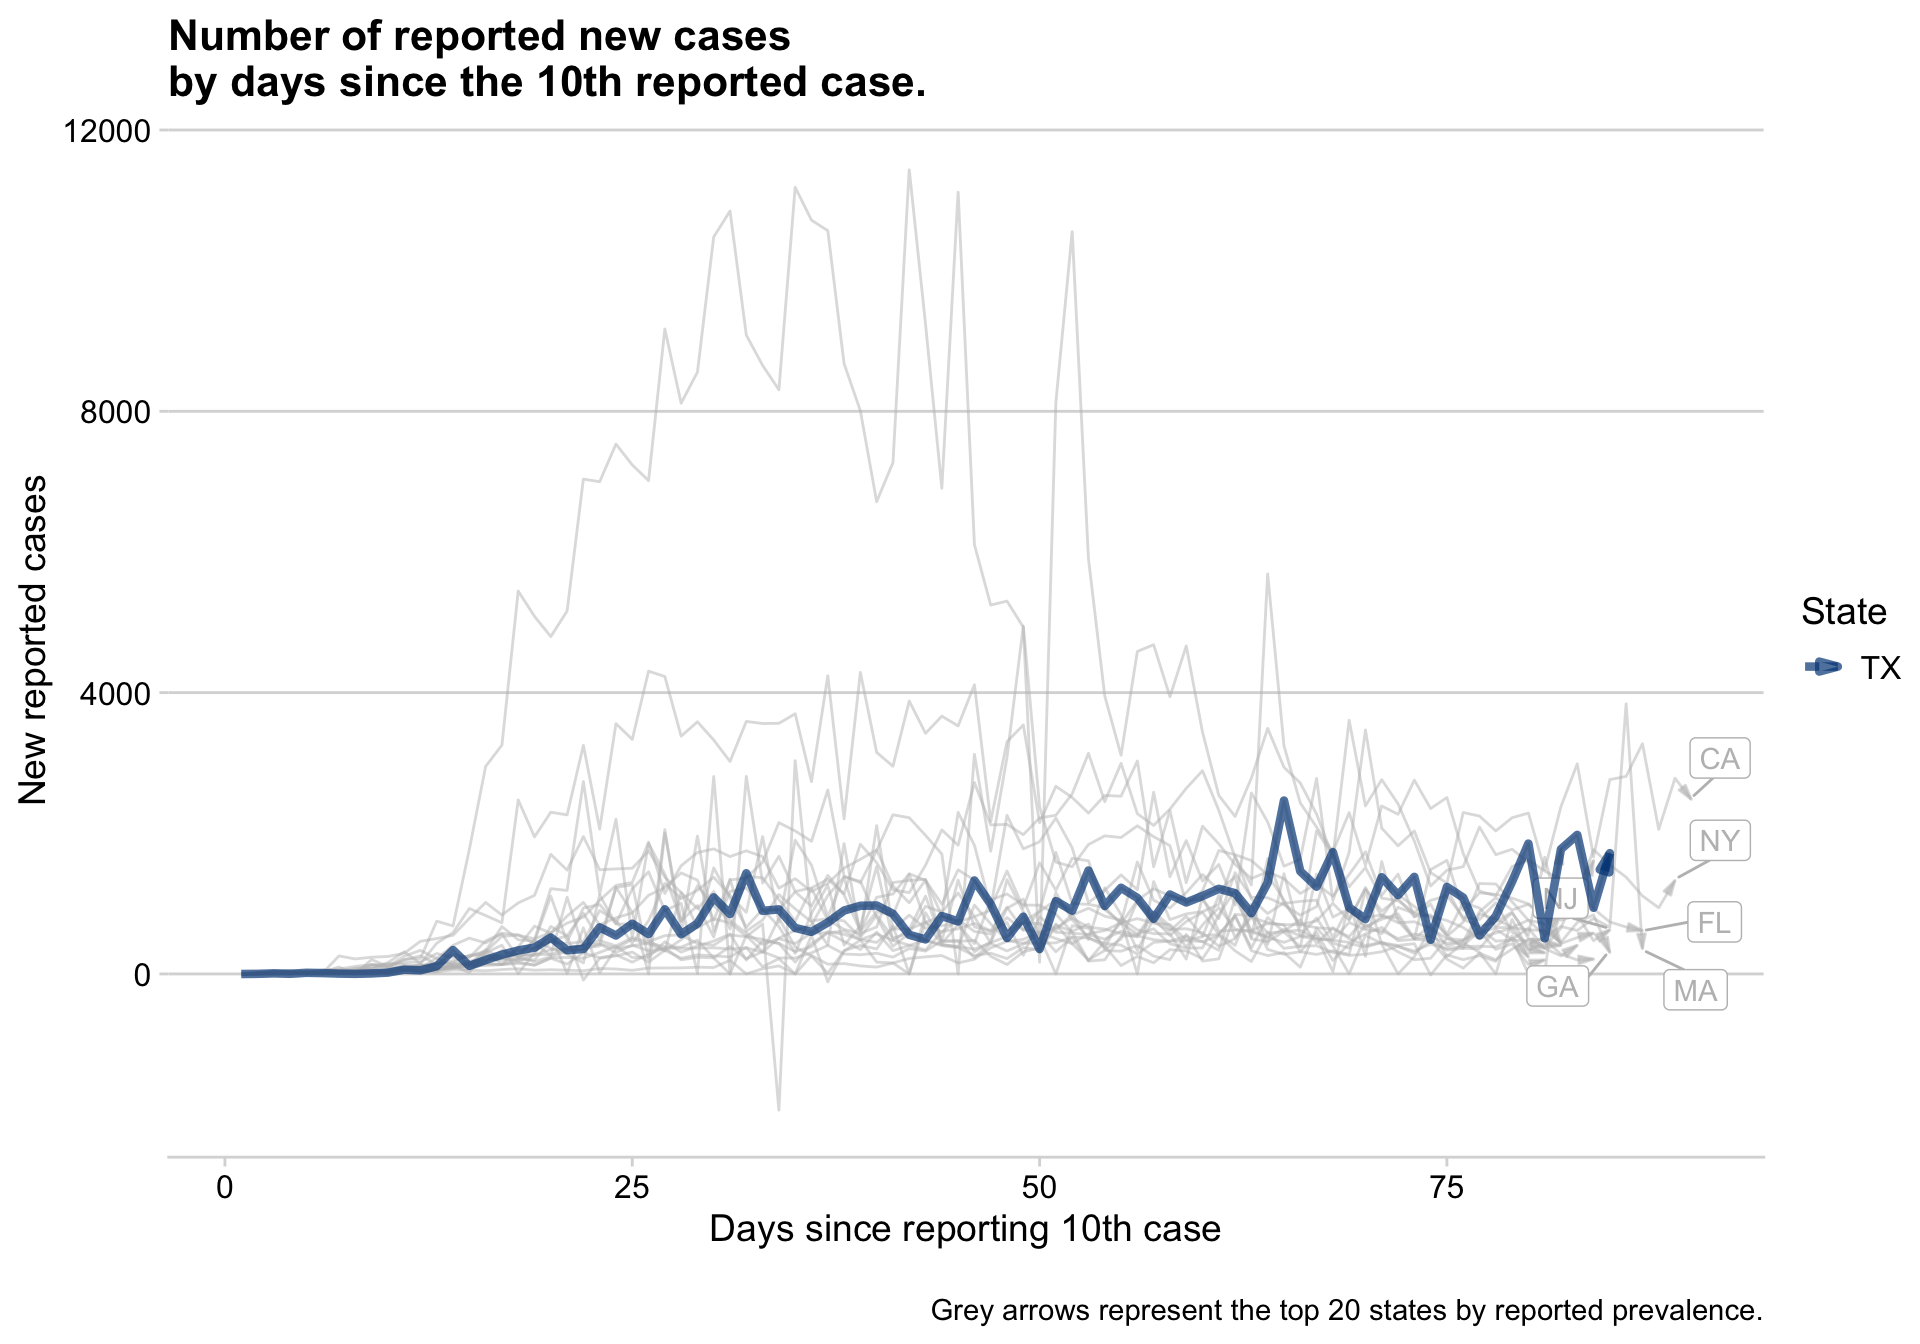 Number of reported new cases
by days since the 10th reported case.
12000
8000
4000
0
New reported cases
0
25
50
75
Days since reporting 10th case
CA
NY
NJ
FL
GA
MA
State
TX
Grey arrows represent the top 20 states by reported prevalence.